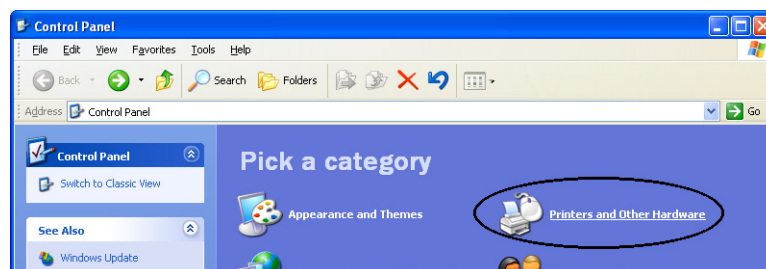 Control Panel
File Edit View Favorites Tools Help
Back Search Folders
Address Control Panel Go
Control Panel
Switch to Classic View
See Also
Windows Update
Pick a category
Appearance and Themes
Printers and Other Hardware